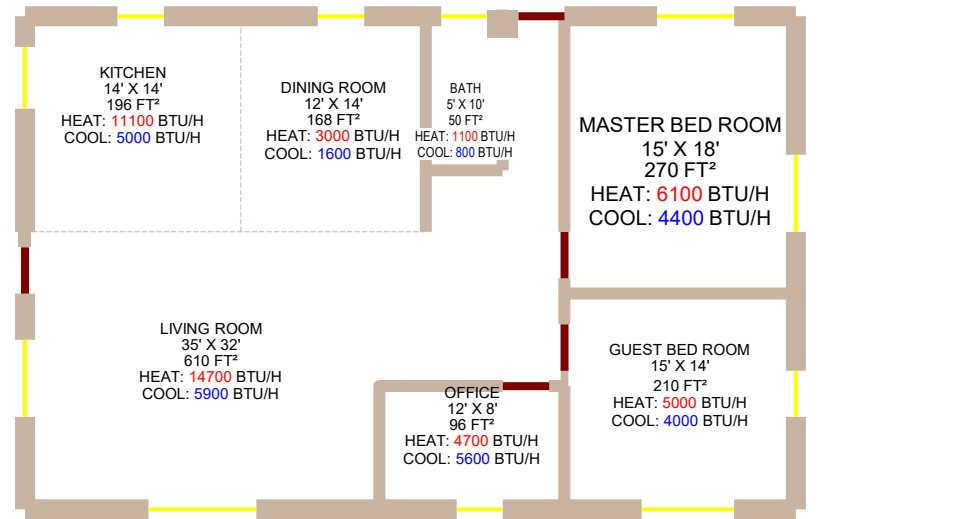 KITCHEN
14' X 14'
196 FT²
HEAT: 11100 BTU/H
COOL: 5000 BTU/H
DINING ROOM
12' X 14'
168 FT²
HEAT: 3000 BTU/H
COOL: 1600 BTU/H
BATH
5' X 10'
50 FT²
HEAT: 1100 BTU/H
COOL: 800 BTU/H
MASTER BED ROOM
15' X 18'
270 FT²
HEAT: 6100 BTU/H
COOL: 4400 BTU/H
LIVING ROOM
35' X 32'
610 FT²
HEAT: 14700 BTU/H
COOL: 5900 BTU/H
OFFICE
12' X 8'
96 FT²
HEAT: 4700 BTU/H
COOL: 5600 BTU/H
GUEST BED ROOM
15' X 14'
210 FT²
HEAT: 5000 BTU/H
COOL: 4000 BTU/H